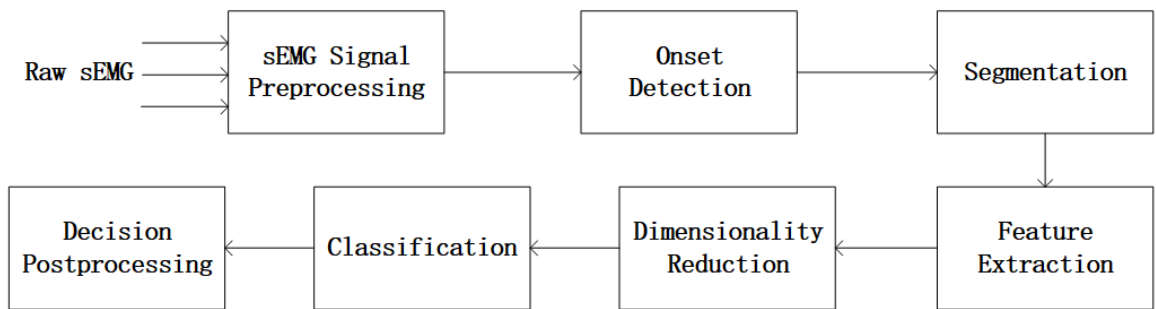 Raw sEMG
sEMG Signal
Preprocessing
Onset
Detection
Segmentation
Feature
Extraction
Dimensionality
Reduction
Classification
Decision
Postprocessing